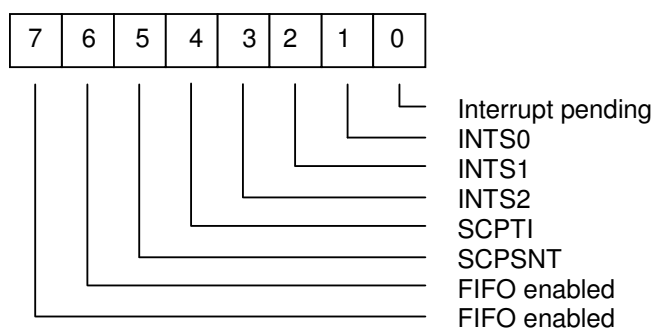 7 6 5 4 3 2 1 0
Interrupt pending
INTS0
INTS1
INTS2
SCPTI
SCPSNT
FIFO enabled
FIFO enabled